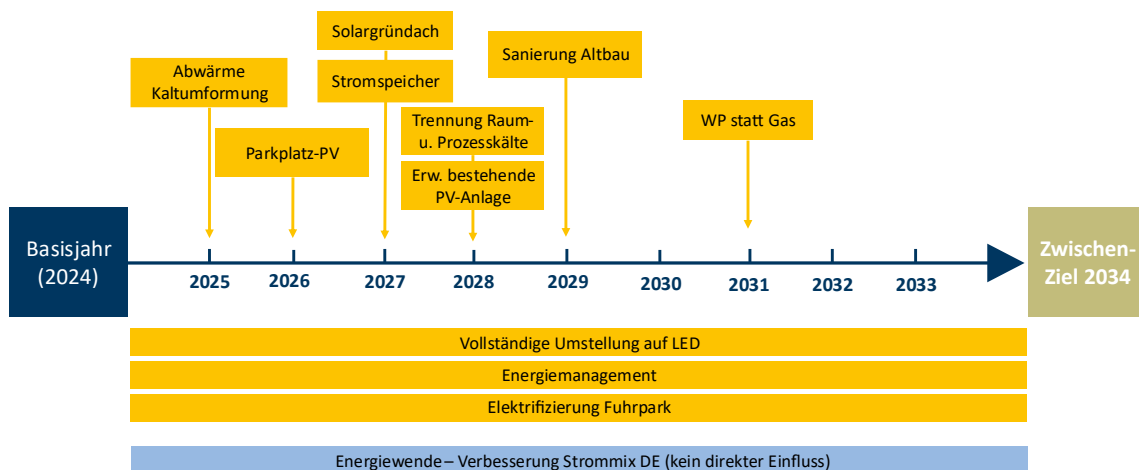 Solargründach
Stromspeicher
Sanierung Altbau
Abwärme
Kaltumformung
Trennung Raum-
u. Prozesskälte
WP statt Gas
Parkplatz-PV
Erw. bestehende
PV-Anlage
Basisjahr
(2024)
2025
2026
2027
2028
2029
2030
2031
2032
2033
Zwischen-
Ziel 2034
Vollständige Umstellung auf LED
Energiemanagement
Elektrifizierung Fuhrpark
Energiewende – Verbesserung Strommix DE (kein direkter Einfluss)